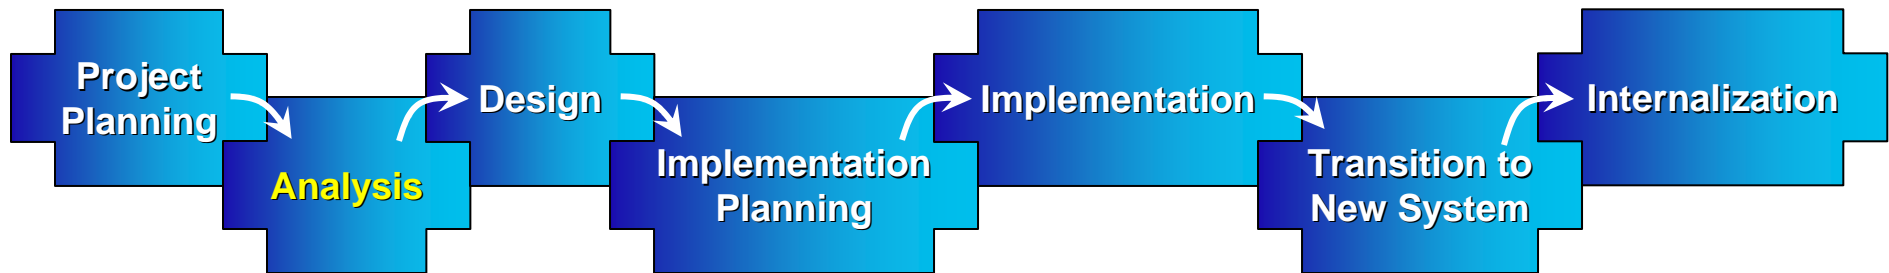 Project
Planning
Analysis
Design
Implementation
Planning
Implementation
Transition to
New System
Internalization